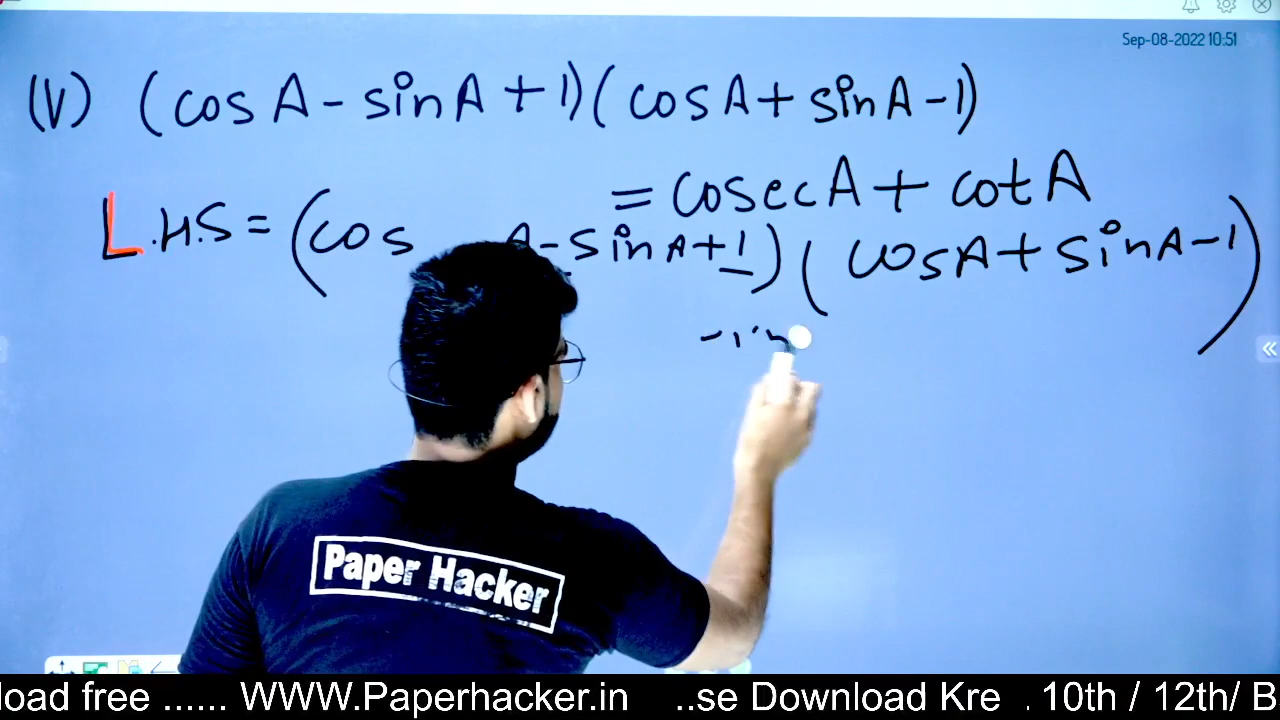 Sep-08-2022 10:51
(V) (cos A - sin A + 1) (cos A + sin A - 1)
= cosec A + cot A
L.H.S = (cos A - sin A + 1) (cos A + sin A - 1)
Paper Hacker
load free ...... WWW.Paperhacker.in ..se Download Kre . 10th / 12th/ B